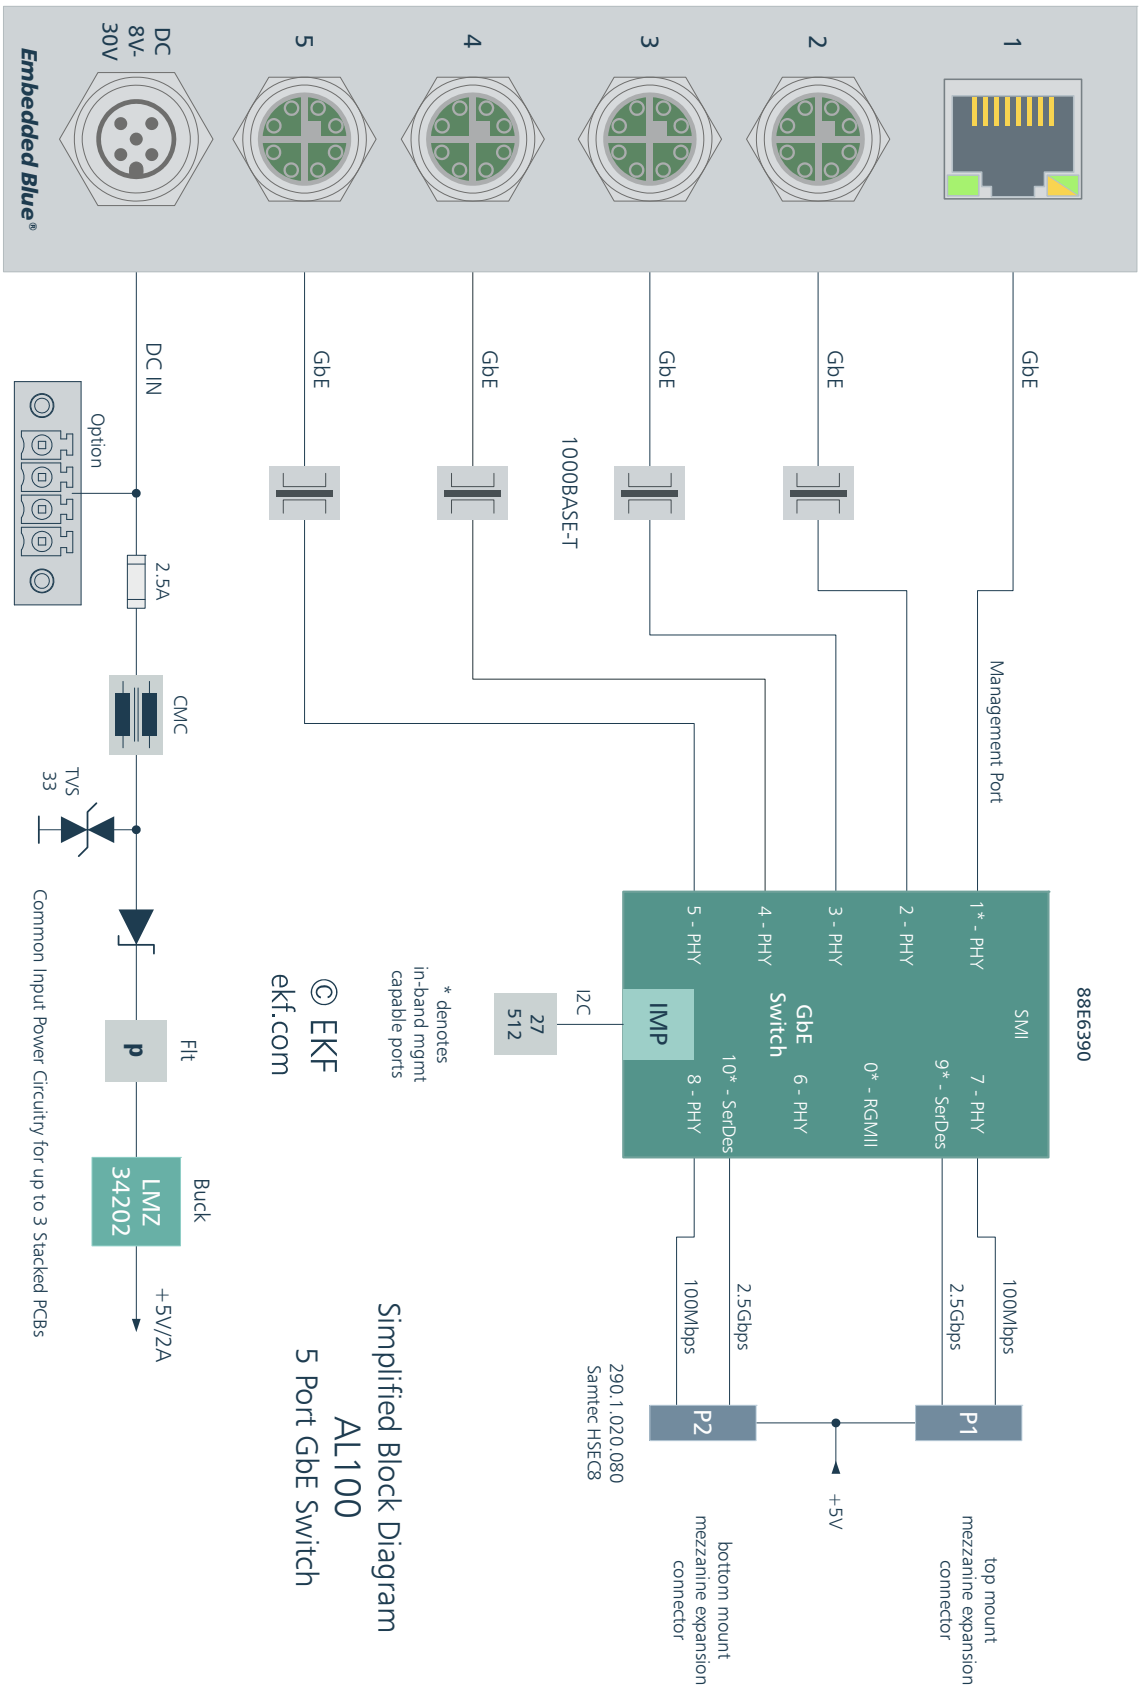 1
2
3
4
5
DC
8V-
30V
Embedded Blue®
GbE
GbE
GbE
GbE
GbE
DC IN
Option
1000BASE-T
2.5A
CMC
TVS
33
Management Port
88E6390
1* - PHY
2 - PHY
3 - PHY
4 - PHY
5 - PHY
SMI
GbE
Switch
IMP
7 - PHY
9* - SerDes
0* - RGMII
6 - PHY
10* - SerDes
8 - PHY
I2C
27
512
* denotes
in-band mgmt
capable ports
© EKF
ekf.com
Flt
p
Buck
LMZ
34202
+5V/2A
Common Input Power Circuitry for up to 3 Stacked PCBs
100Mbps
2.5Gbps
2.5Gbps
100Mbps
P1
P2
+5V
290.1.020.080
Samtec HSEC8
top mount
mezzanine expansion
connector
bottom mount
mezzanine expansion
connector
Simplified Block Diagram
AL100
5 Port GbE Switch